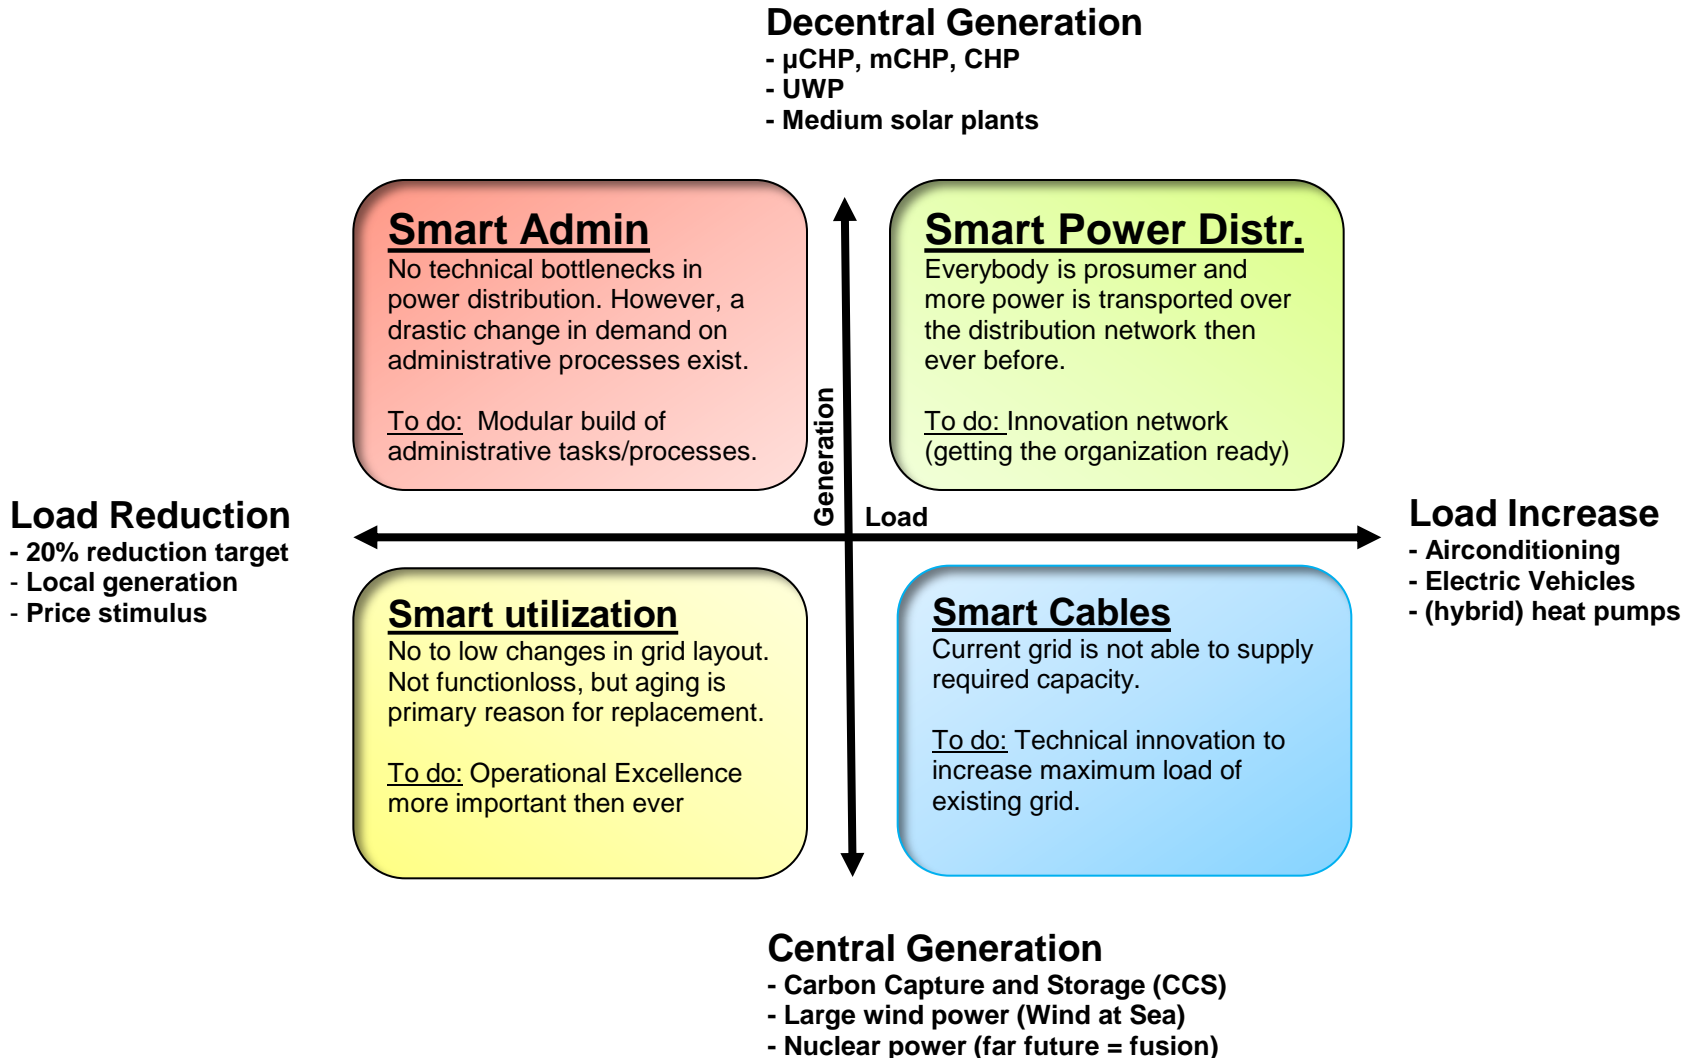 Decentral Generation
- µCHP, mCHP, CHP
- UWP
- Medium solar plants
Smart Admin
No technical bottlenecks in
power distribution. However, a
drastic change in demand on
administrative processes exist.
To do: Modular build of
administrative tasks/processes.
Smart Power Distr.
Everybody is prosumer and
more power is transported over
the distribution network then
ever before.
To do: Innovation network
(getting the organization ready)
Generation
Load
Load Reduction
- 20% reduction target
- Local generation
- Price stimulus
Load Increase
- Airconditioning
- Electric Vehicles
- (hybrid) heat pumps
Smart utilization
No to low changes in grid layout.
Not functionloss, but aging is
primary reason for replacement.
To do: Operational Excellence
more important then ever
Smart Cables
Current grid is not able to supply
required capacity.
To do: Technical innovation to
increase maximum load of
existing grid.
Central Generation
- Carbon Capture and Storage (CCS)
- Large wind power (Wind at Sea)
- Nuclear power (far future = fusion)